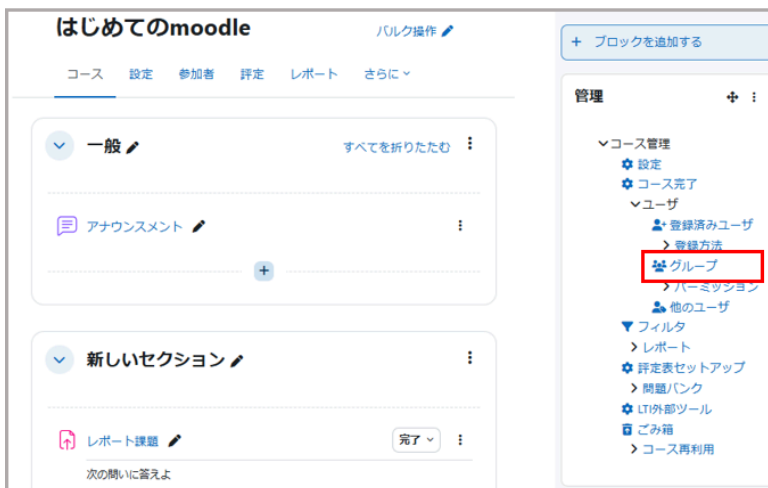 はじめてのmoodle
バルク操作
コース 設定 参加者 評定 レポート さらに
一般
すべてを折りたたむ
アナウンスメント
新しいセクション
レポート課題
完了
次の問いに答えよ
+ ブロックを追加する
管理
コース管理
設定
コース完了
ユーザ
登録済みユーザ
登録方法
グループ
パーミッション
他のユーザ
フィルタ
レポート
評定表セットアップ
問題バンク
LTI外部ツール
ごみ箱
コース再利用